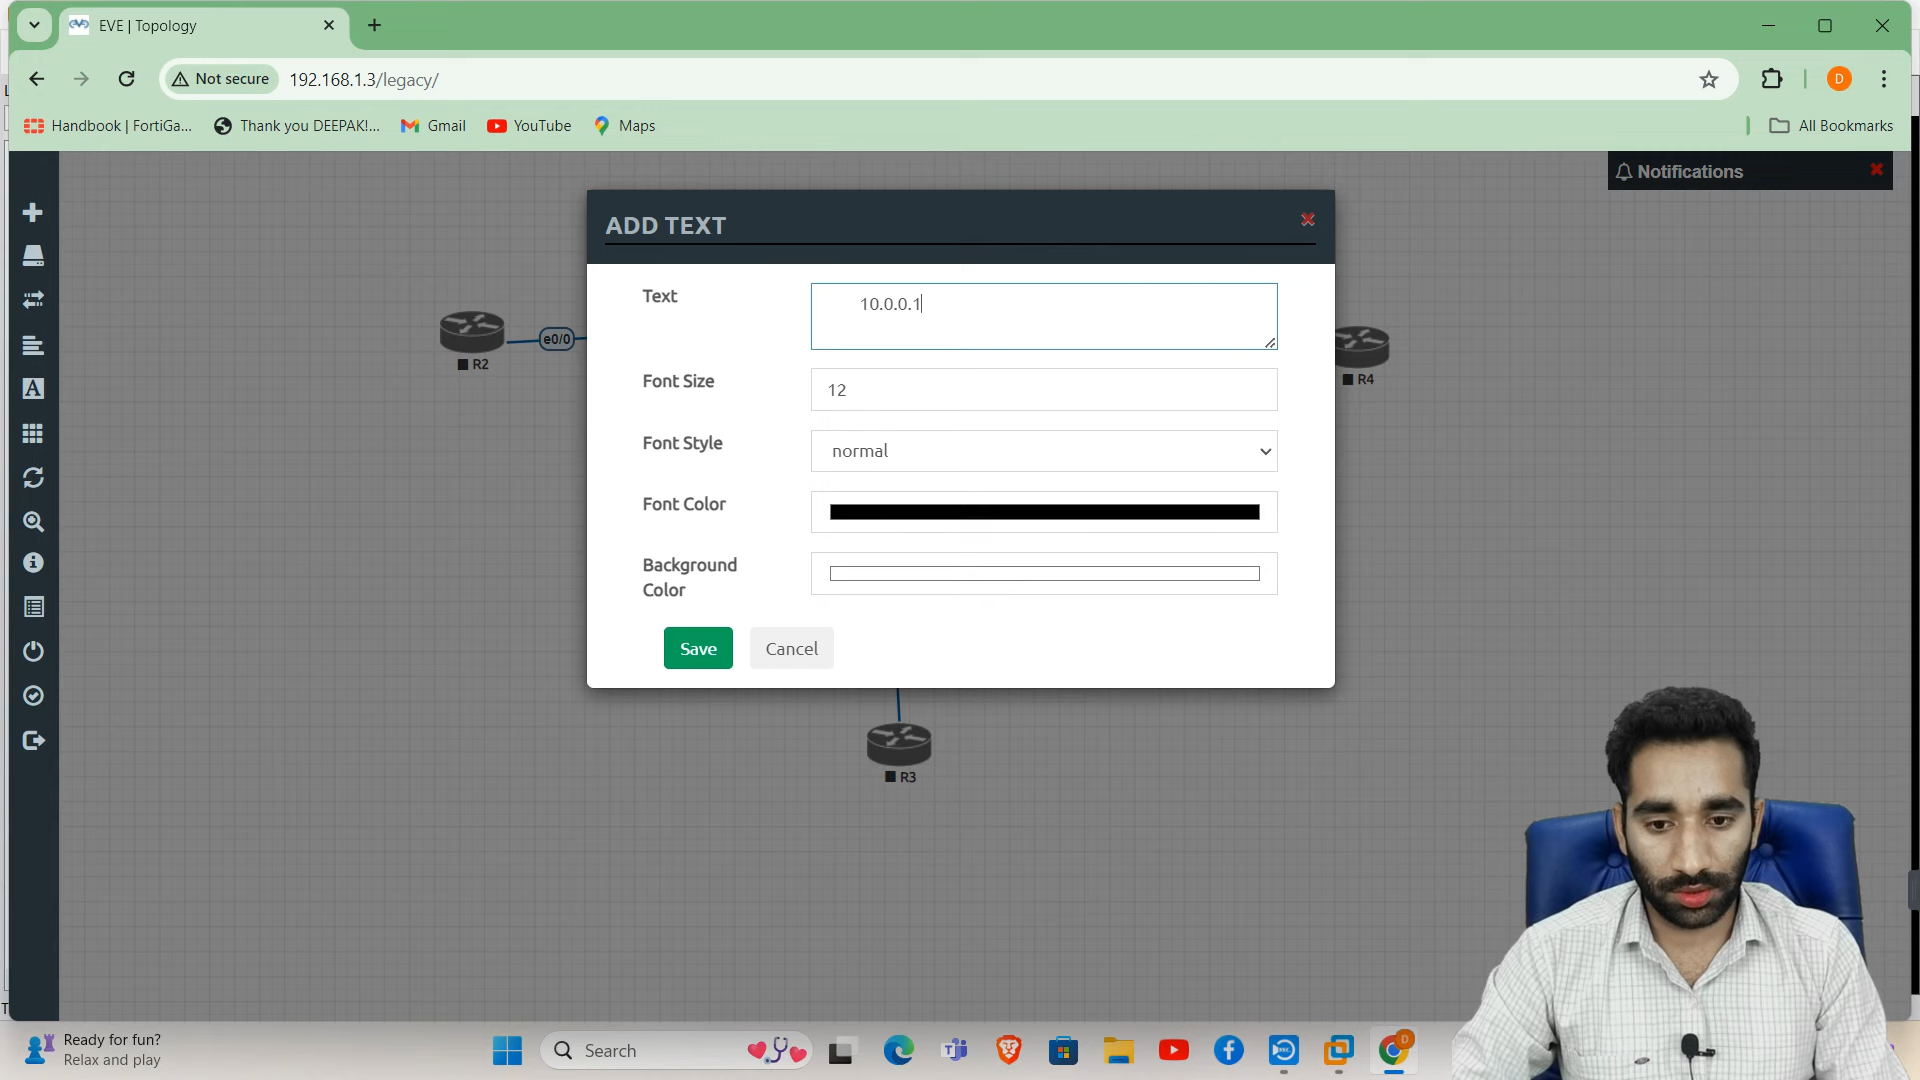 EVE | Topology
Not secure
192.168.1.3/legacy/
D
Handbook | FortiGa...
Thank you DEEPAK!...
Gmail
YouTube
Maps
All Bookmarks
Notifications
ADD TEXT
Text
10.0.0.1
Font Size
12
Font Style
normal
Font Color
Background
Color
Save
Cancel
R2
e0/0
R4
R3
Ready for fun?
Relax and play
Search
D